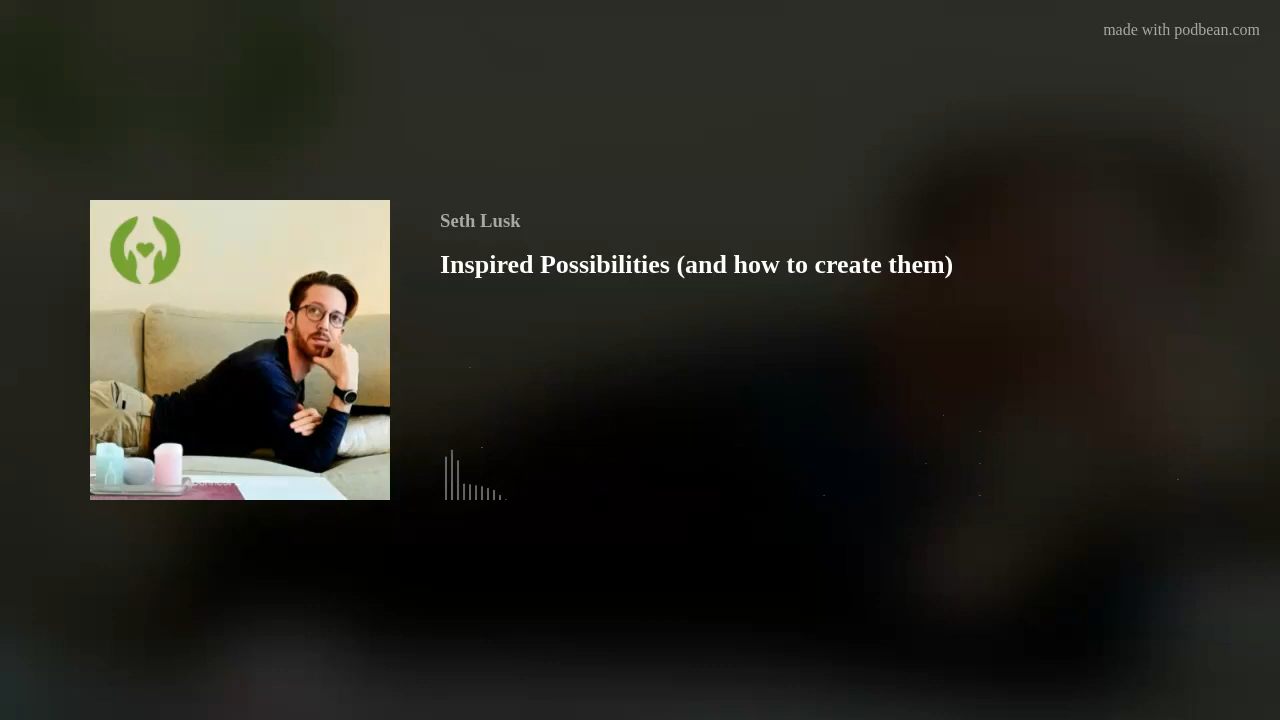 made with podbean.com
Seth Lusk
Inspired Possibilities (and how to create them)